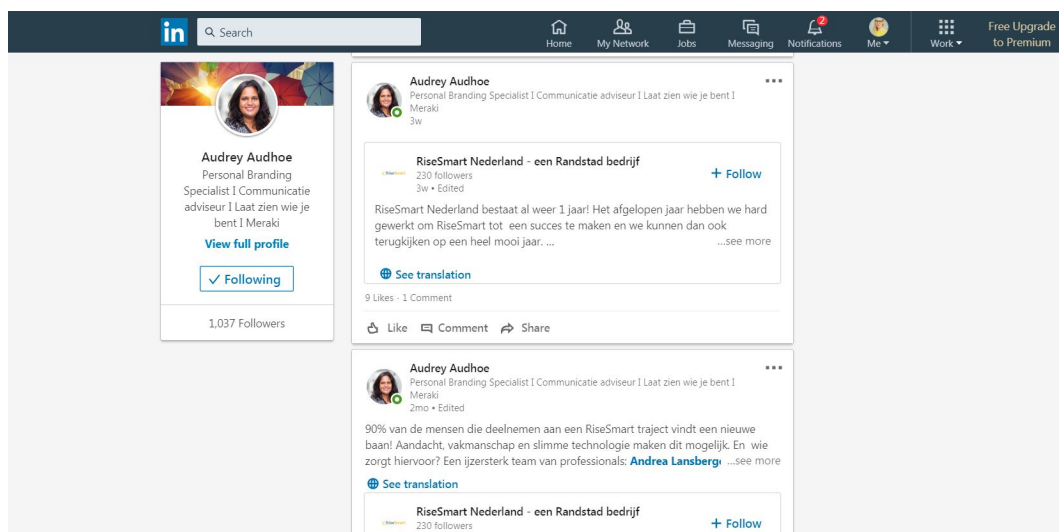 in
Search
Home
My Network
Jobs
2
Messaging
Notifications
Me
Work
Free Upgrade
to Premium
Audrey Audhoe
Personal Branding
Specialist I Communicatie
adviseur I Laat zien wie je
bent I Meraki
View full profile
Following
1,037 Followers
Audrey Audhoe
Personal Branding Specialist I Communicatie adviseur I Laat zien wie je bent I
Meraki
3w
RiseSmart Nederland - een Randstad bedrijf
230 followers
3w • Edited
+ Follow
RiseSmart Nederland bestaat al weer 1 jaar! Het afgelopen jaar hebben we hard
gewerkt om RiseSmart tot een succes te maken en we kunnen dan ook
terugkijken op een heel mooi jaar. ... ...see more
See translation
9 Likes - 1 Comment
Like Comment Share
Audrey Audhoe
Personal Branding Specialist I Communicatie adviseur I Laat zien wie je bent I
Meraki
2mo • Edited
90% van de mensen die deelnemen aan een RiseSmart traject vindt een nieuwe
baan! Aandacht, vakmanschap en slimme technologie maken dit mogelijk. En wie
zorgt hiervoor? Een ijzersterk team van professionals: Andrea Lansberg ...see more
See translation
RiseSmart Nederland - een Randstad bedrijf
230 followers
+ Follow